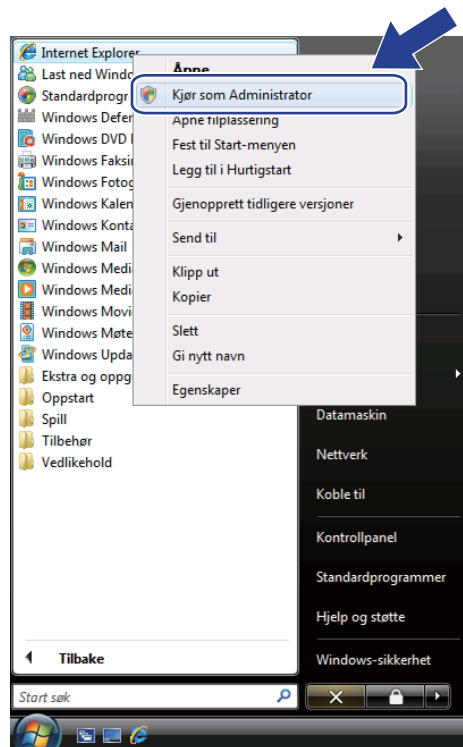 Internet Explorer
Last ned Windo
Standardprogr
Windows Defer
Windows DVD
Windows Faksi
Windows Fotog
Windows Kalen
Windows Konta
Windows Mail
Windows Medi
Windows Medi
Windows Movi
Windows Møte
Windows Upda
Ekstra og oppg
Oppstart
Spill
Tilbehør
Vedlikehold
Tilbake
Start søk
Åpne
Kjør som Administrator
Åpne filplassering
Fest til Start-menyen
Legg til i Hurtigstart
Gjenopprett tidligere versjoner
Send til
Klipp ut
Kopier
Slett
Gi nytt navn
Egenskaper
Datamaskin
Nettverk
Koble til
Kontrollpanel
Standardprogrammer
Hjelp og støtte
Windows-sikkerhet